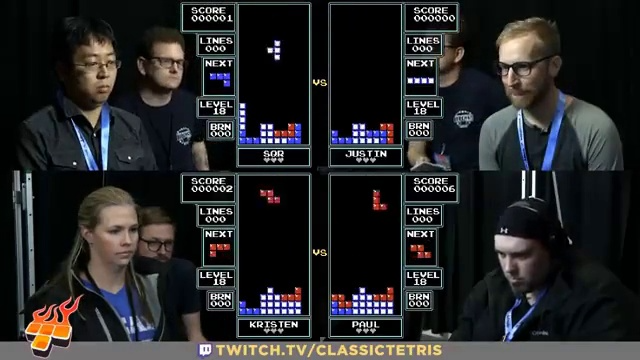 SCORE
000001
LINES
000
NEXT
LEVEL
18
BRN
000
SQR
VS
SCORE
000000
LINES
000
NEXT
LEVEL
18
BRN
000
JUSTIN
SCORE
000002
LINES
000
NEXT
LEVEL
18
BRN
000
KRISTEN
VS
SCORE
000006
LINES
000
NEXT
LEVEL
18
BRN
000
PAUL
TWITCH.TV/CLASSICTETRIS